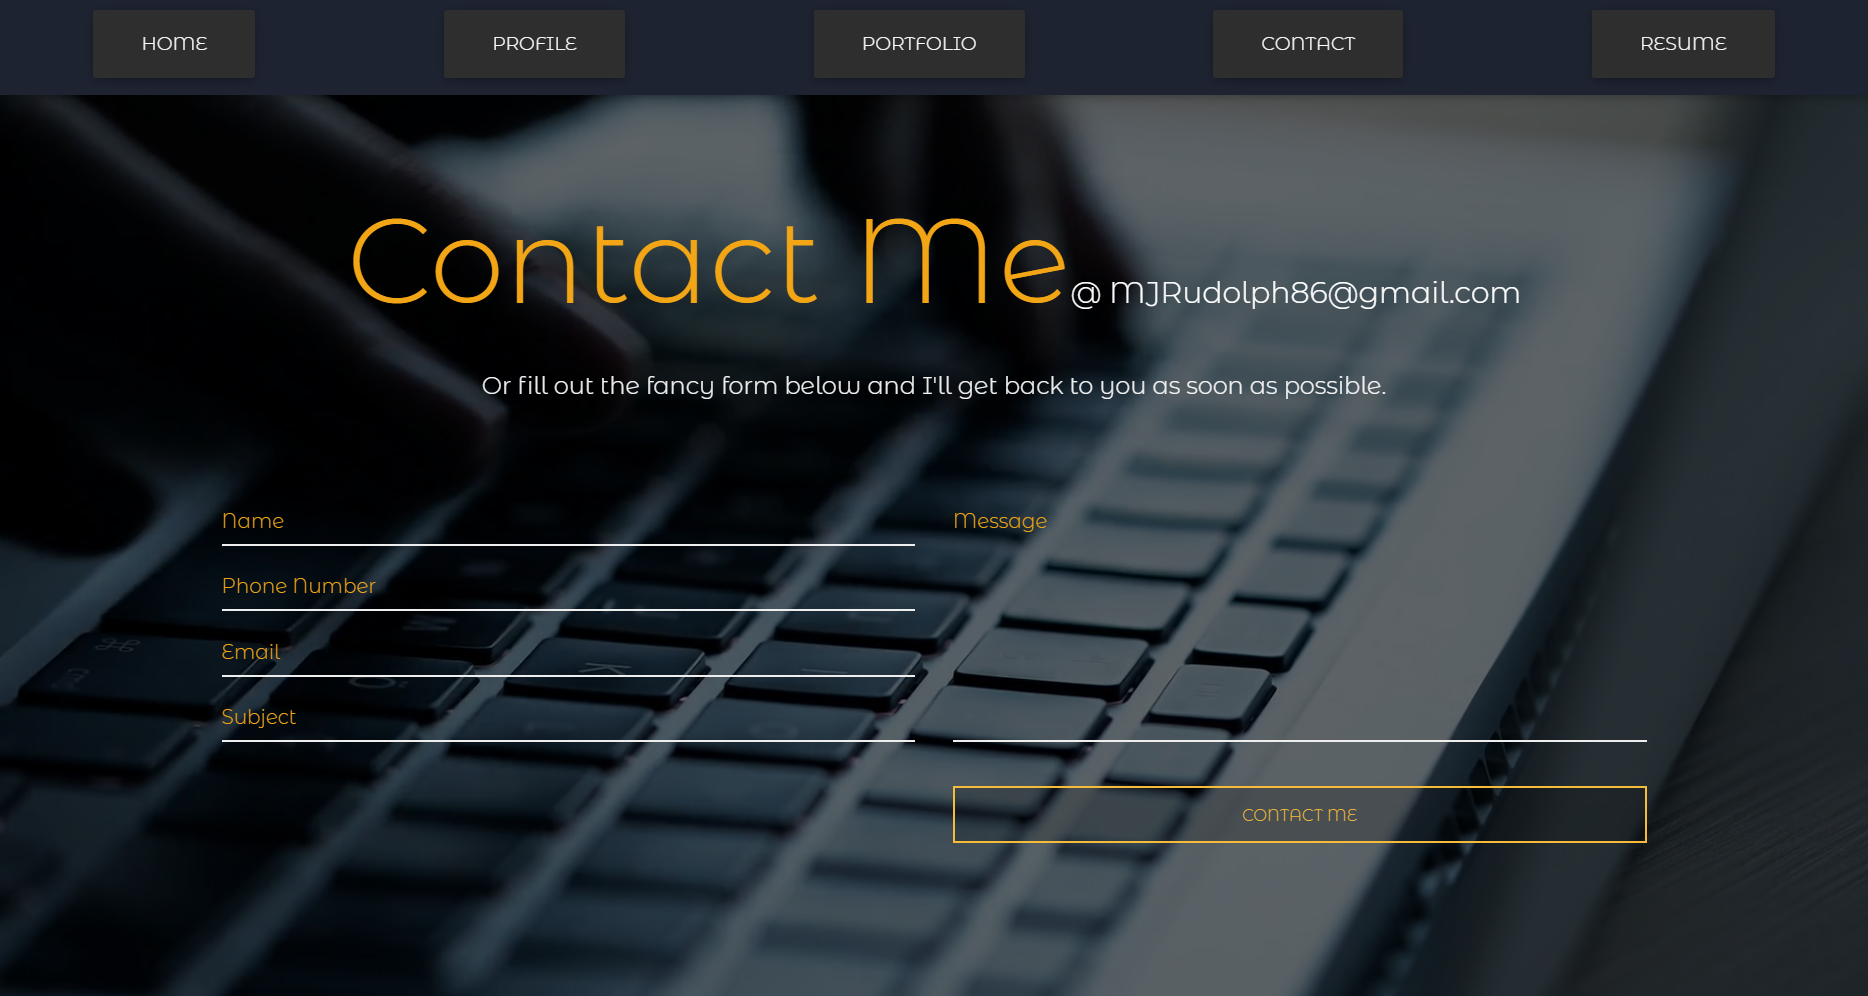 HOME PROFILE PORTFOLIO CONTACT RESUME
Contact Me @ MJRudolph86@gmail.com
Or fill out the fancy form below and I'll get back to you as soon as possible.
Name
Phone Number
Email
Subject
Message
CONTACT ME